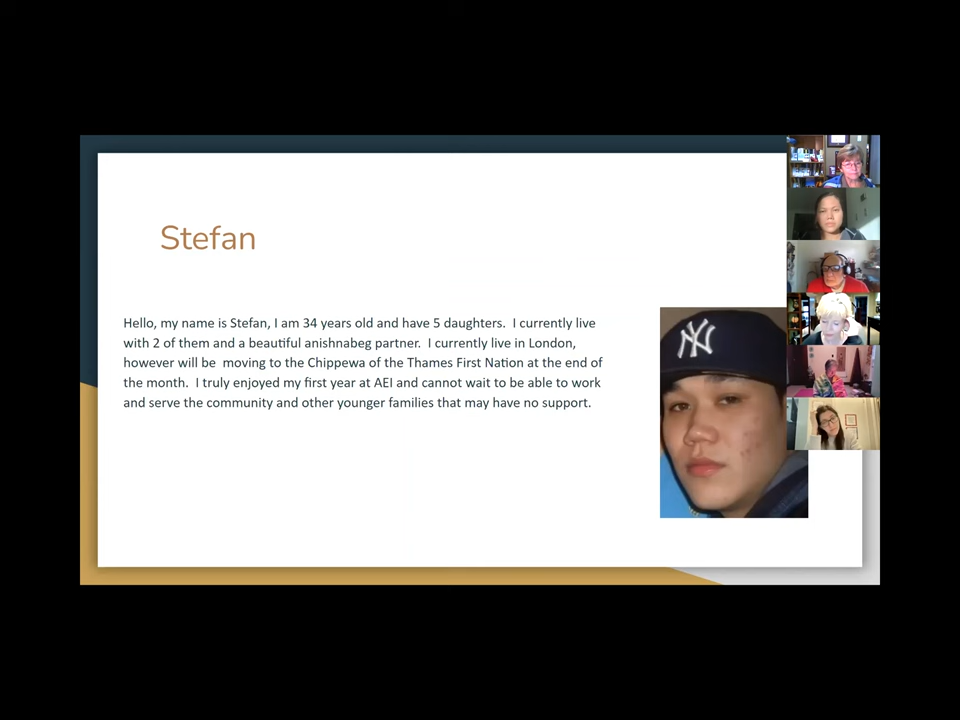 Stefan
Hello, my name is Stefan, I am 34 years old and have 5 daughters.  I currently live
with 2 of them and a beautiful anishnabeg partner.  I currently live in London,
however will be  moving to the Chippewa of the Thames First Nation at the end of
the month.  I truly enjoyed my first year at AEI and cannot wait to be able to work
and serve the community and other younger families that may have no support.
NY